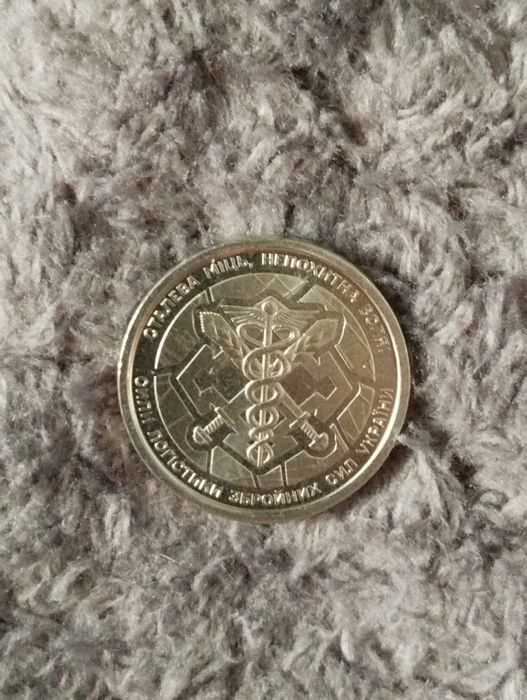 СТАЛЕВА МІЦЬ, НЕПОХИТНА ВОЛЯ.
СИЛИ ЛОГІСТИКИ ЗБРОЙНИХ СИЛ УКРАЇНИ